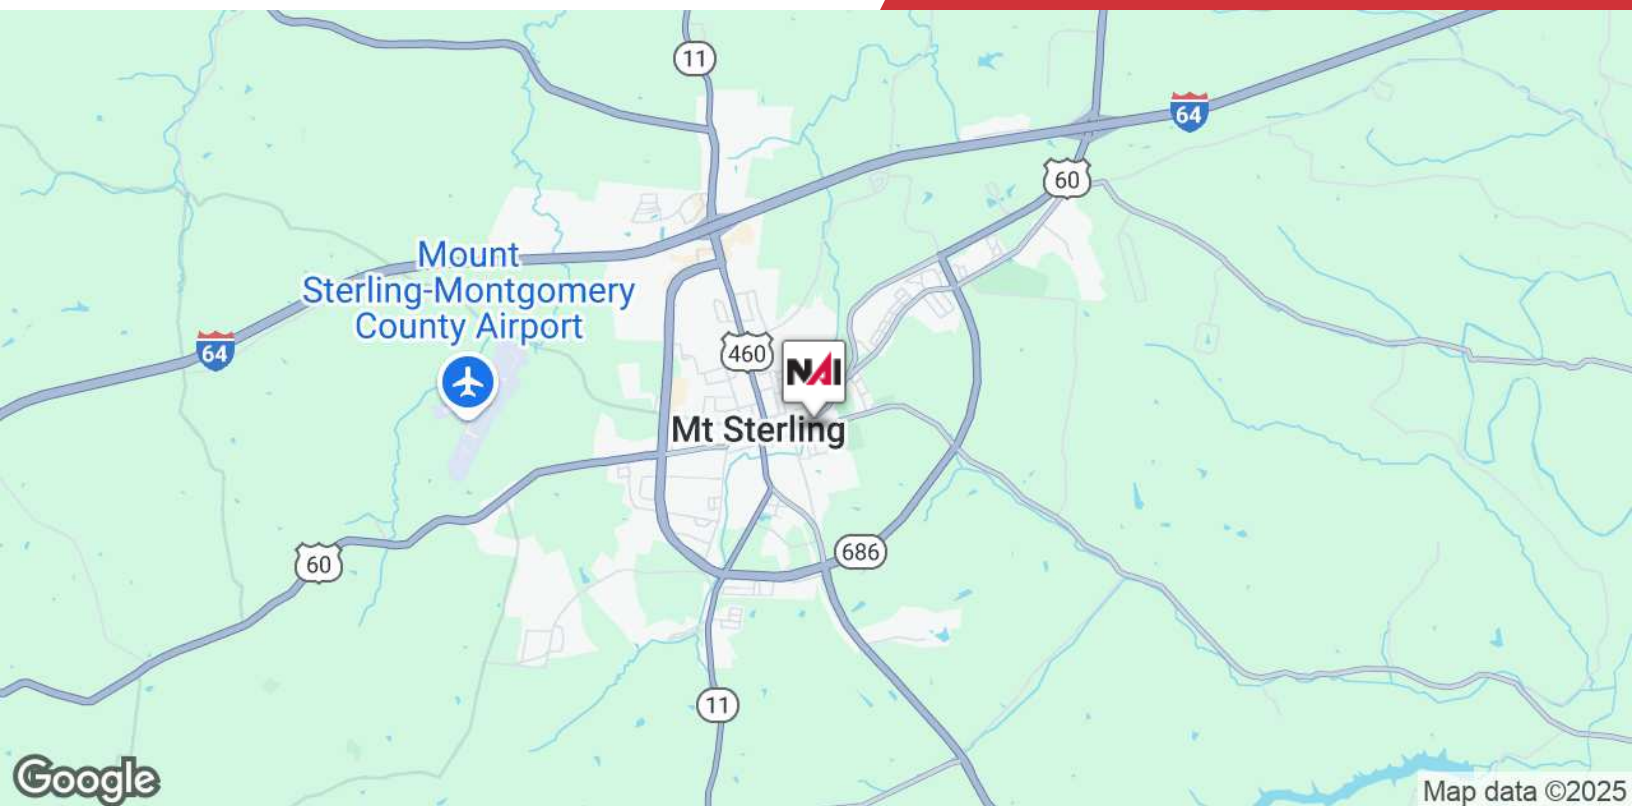 11
64
60
Mount
Sterling-Montgomery
County Airport
64
460
NAI
Mt Sterling
60
686
11
Google
Map data ©2025